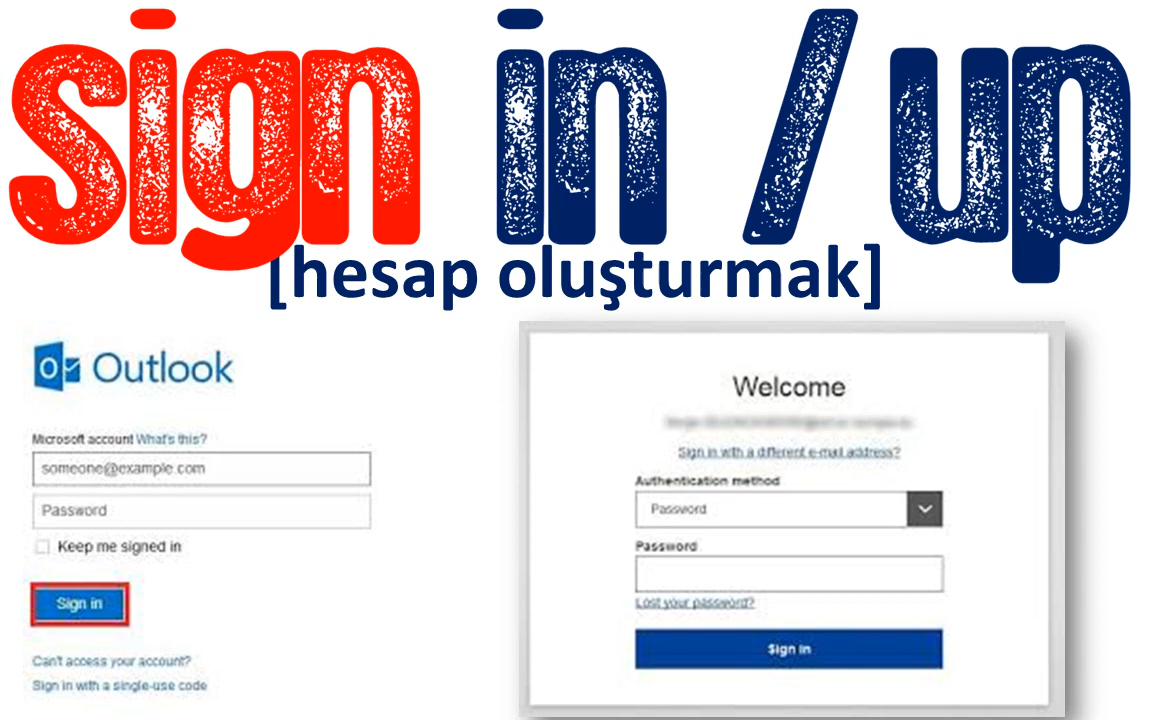 sign in / up
[hesap oluşturmak]
Outlook
Microsoft account What's this?
someone@example.com
Password
Keep me signed in
Sign in
Can't access your account?
Sign in with a single-use code
Welcome
Sign in with a different e-mail address?
Authentication method
Password
Password
Lost your password?
Sign in